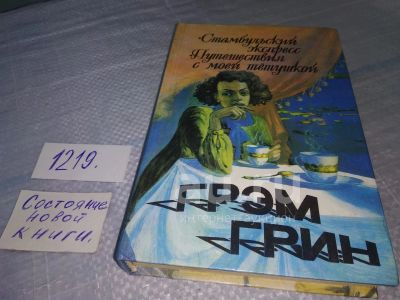 Стамбульский
экспресс
Путешествия
с моей тётушкой
ГРЭМ
ГРИН
1219.
Состояние
новой
книги.